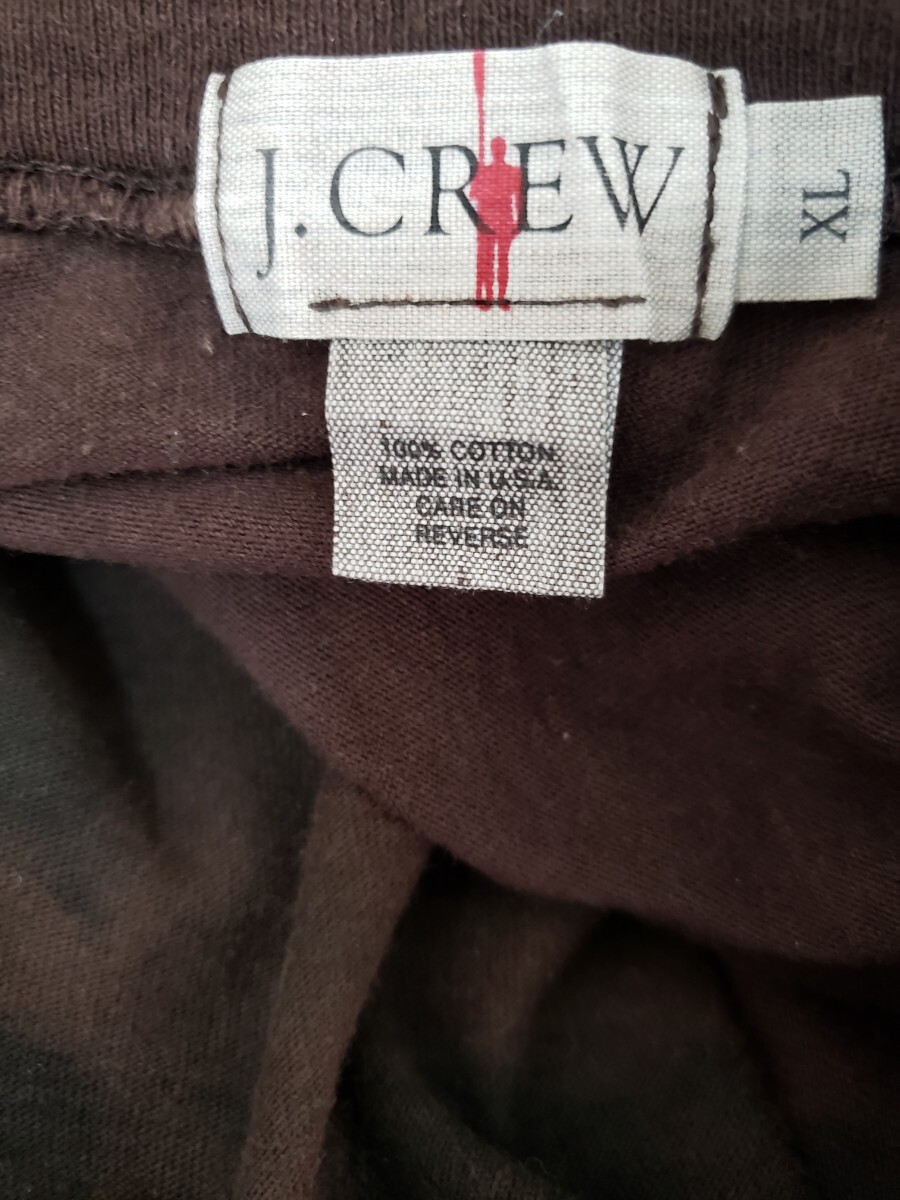 J.CREW
XL
100% COTTON
MADE IN U.S.A.
CARE ON
REVERSE